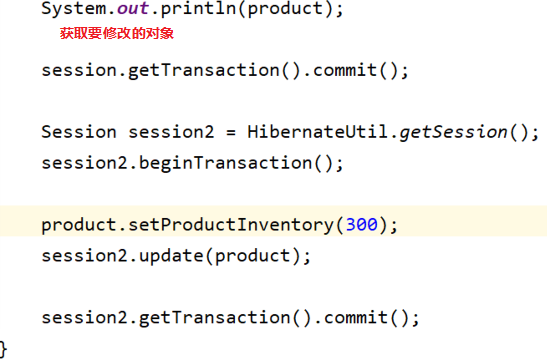 System.out.println(product);
获取要修改的对象
session.getTransaction().commit();
Session session2 = HibernateUtil.getSession();
session2.beginTransaction();
product.setProductInventory(300);
session2.update(product);
session2.getTransaction().commit();
}